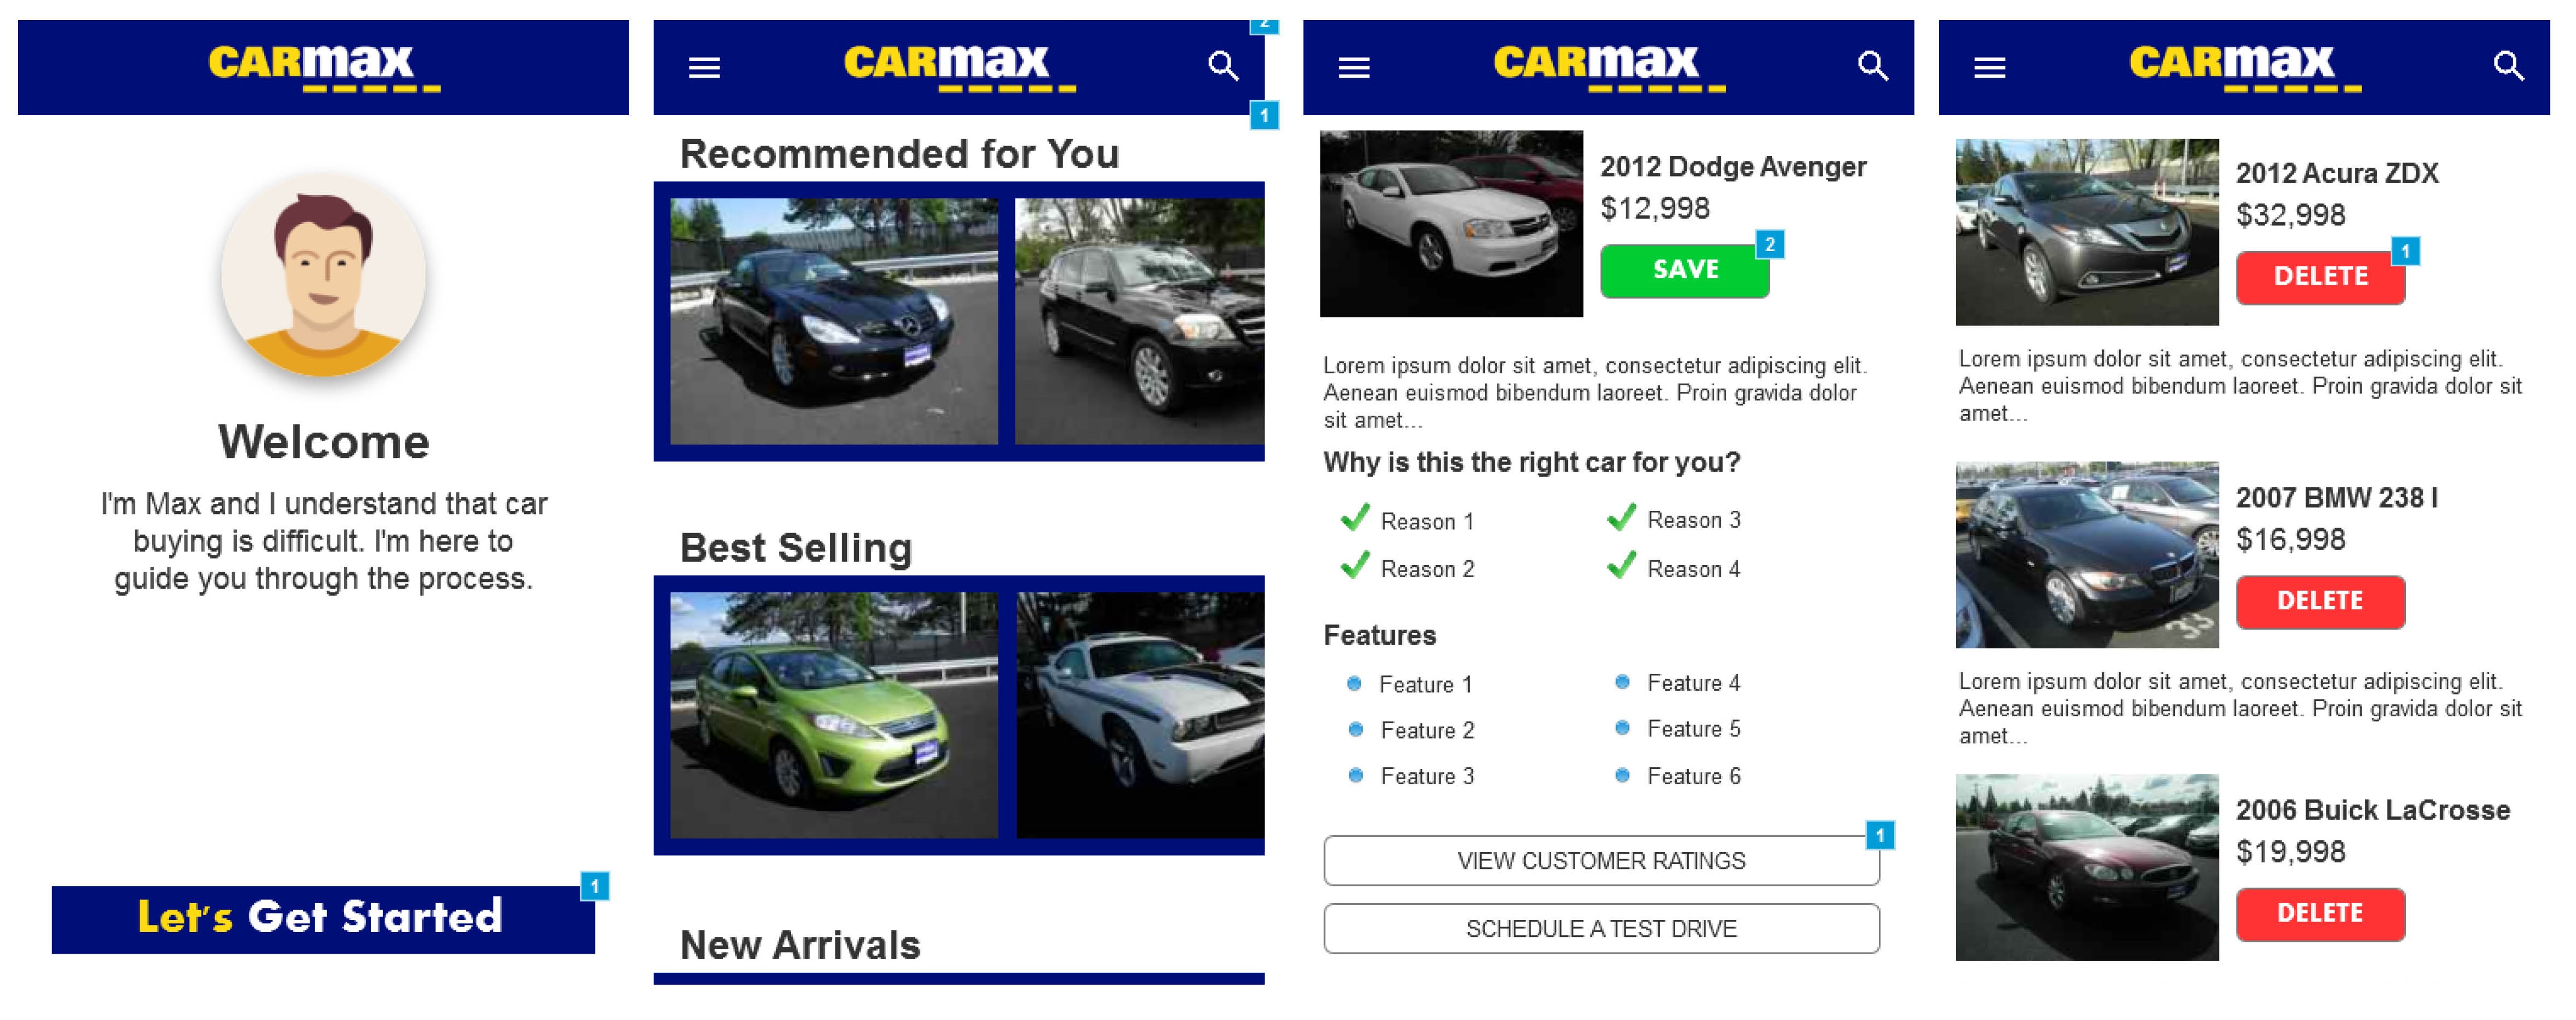 CARmax
Welcome
I'm Max and I understand that car
buying is difficult. I'm here to
guide you through the process.
1
Let's Get Started
2
CARmax
1
Recommended for You
Best Selling
New Arrivals
CARmax
2012 Dodge Avenger
$12,998
2
SAVE
Lorem ipsum dolor sit amet, consectetur adipiscing elit.
Aenean euismod bibendum laoreet. Proin gravida dolor
sit amet...
Why is this the right car for you?
Reason 1
Reason 3
Reason 2
Reason 4
Features
Feature 1
Feature 4
Feature 2
Feature 5
Feature 3
Feature 6
1
VIEW CUSTOMER RATINGS
SCHEDULE A TEST DRIVE
CARmax
2012 Acura ZDX
$32,998
1
DELETE
Lorem ipsum dolor sit amet, consectetur adipiscing elit.
Aenean euismod bibendum laoreet. Proin gravida dolor sit
amet...
2007 BMW 238 I
$16,998
DELETE
33
Lorem ipsum dolor sit amet, consectetur adipiscing elit.
Aenean euismod bibendum laoreet. Proin gravida dolor sit
amet...
2006 Buick LaCrosse
$19,998
DELETE